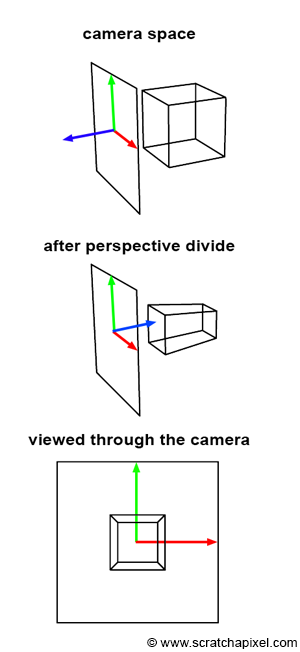 camera space
after perspective divide
viewed through the camera
© www.scratchapixel.com